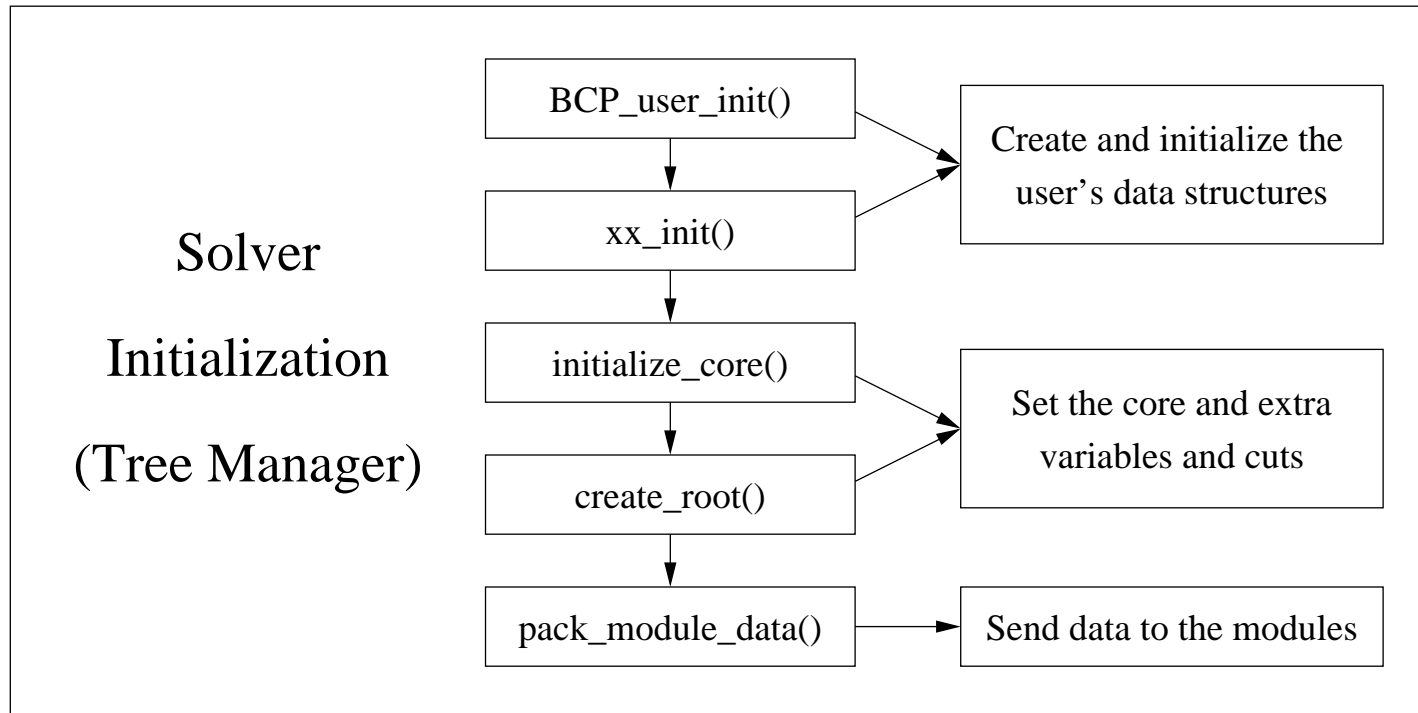 Solver
Initialization
(Tree Manager)
BCP_user_init()
xx_init()
initialize_core()
create_root()
pack_module_data()
Create and initialize the
user’s data structures
Set the core and extra
variables and cuts
Send data to the modules